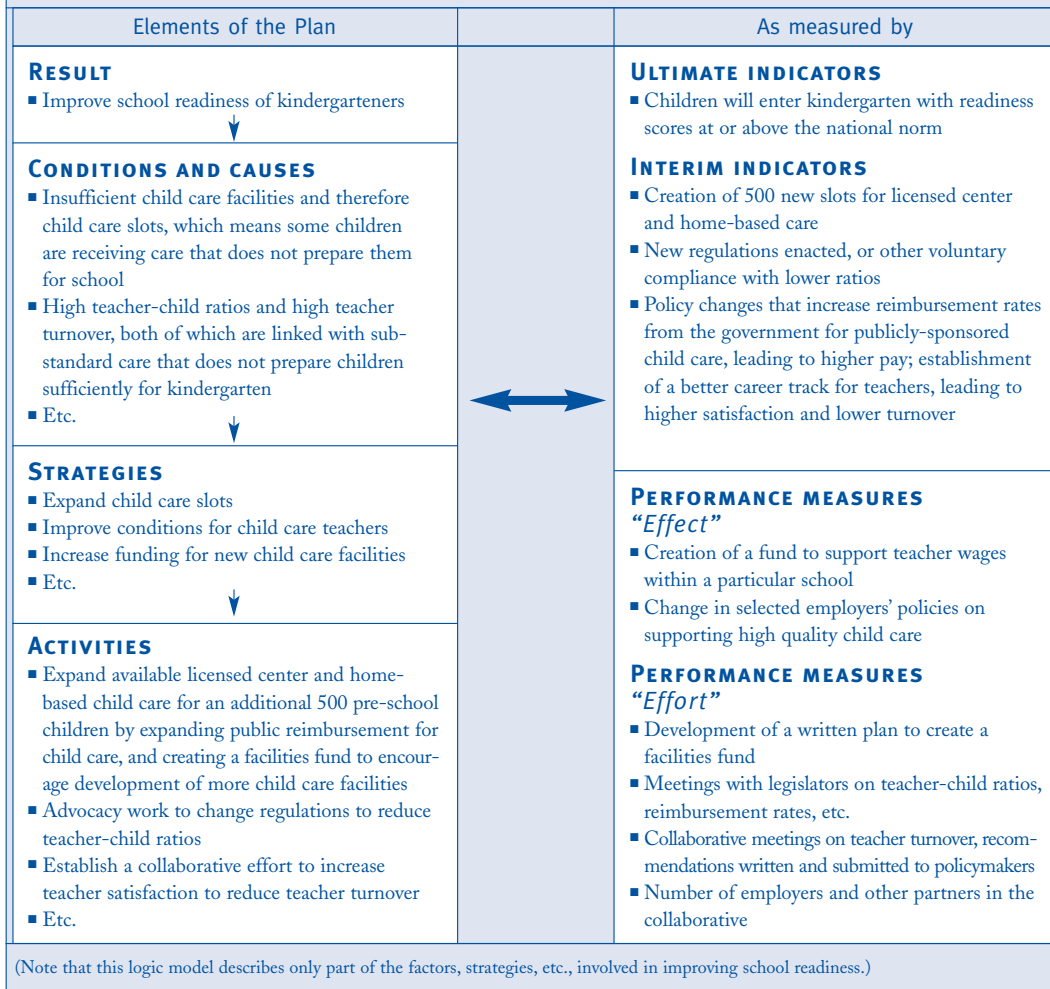 Elements of the Plan
As measured by
RESULT
▪ Improve school readiness of kindergarteners
CONDITIONS AND CAUSES
▪ Insufficient child care facilities and therefore
child care slots, which means some children
are receiving care that does not prepare them
for school
▪ High teacher-child ratios and high teacher
turnover, both of which are linked with sub-
standard care that does not prepare children
sufficiently for kindergarten
▪ Etc.
STRATEGIES
▪ Expand child care slots
▪ Improve conditions for child care teachers
▪ Increase funding for new child care facilities
▪ Etc.
ACTIVITIES
▪ Expand available licensed center and home-
based child care for an additional 500 pre-school
children by expanding public reimbursement for
child care, and creating a facilities fund to encour-
age development of more child care facilities
▪ Advocacy work to change regulations to reduce
teacher-child ratios
▪ Establish a collaborative effort to increase
teacher satisfaction to reduce teacher turnover
▪ Etc.
ULTIMATE INDICATORS
▪ Children will enter kindergarten with readiness
scores at or above the national norm
INTERIM INDICATORS
▪ Creation of 500 new slots for licensed center
and home-based care
▪ New regulations enacted, or other voluntary
compliance with lower ratios
▪ Policy changes that increase reimbursement rates
from the government for publicly-sponsored
child care, leading to higher pay; establishment
of a better career track for teachers, leading to
higher satisfaction and lower turnover
PERFORMANCE MEASURES
“Effect”
▪ Creation of a fund to support teacher wages
within a particular school
▪ Change in selected employers’ policies on
supporting high quality child care
PERFORMANCE MEASURES
“Effort”
▪ Development of a written plan to create a
facilities fund
▪ Meetings with legislators on teacher-child ratios,
reimbursement rates, etc.
▪ Collaborative meetings on teacher turnover, recom-
mendations written and submitted to policymakers
▪ Number of employers and other partners in the
collaborative
(Note that this logic model describes only part of the factors, strategies, etc., involved in improving school readiness.)